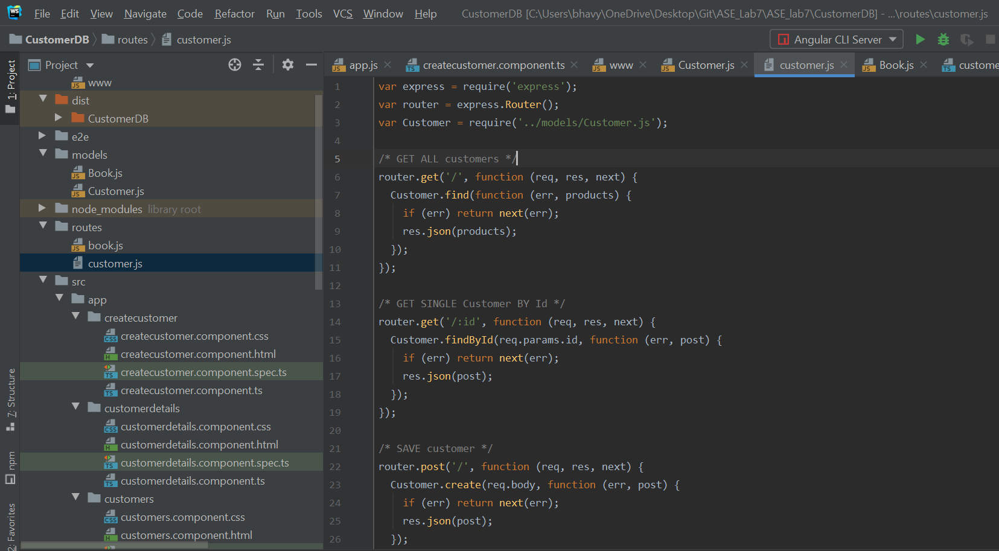 WS File Edit View Navigate Code Refactor Run Tools VCS Window Help CustomerDB [C:\Users\bhavy\OneDrive\Desktop\Git\ASE_Lab7\ASE_lab7\CustomerDB] - ...\routes\customer.js
CustomerDB routes customer.js Angular CLI Server
Project
app.js createcustomer.component.ts www Customer.js customer.js Book.js custome
1: Project
7: Structure
npm
2: Favorites
www
dist
CustomerDB
e2e
models
Book.js
Customer.js
node_modules library root
routes
book.js
customer.js
src
app
createcustomer
createcustomer.component.css
createcustomer.component.html
createcustomer.component.spec.ts
createcustomer.component.ts
customerdetails
customerdetails.component.css
customerdetails.component.html
customerdetails.component.spec.ts
customerdetails.component.ts
customers
customers.component.css
customers.component.html
1 var express = require('express');
2 var router = express.Router();
3 var Customer = require('../models/Customer.js');
4
5 /* GET ALL customers */
6 router.get('/', function (req, res, next) {
7 Customer.find(function (err, products) {
8 if (err) return next(err);
9 res.json(products);
10 });
11 });
12
13 /* GET SINGLE Customer BY Id */
14 router.get('/:id', function (req, res, next) {
15 Customer.findById(req.params.id, function (err, post) {
16 if (err) return next(err);
17 res.json(post);
18 });
19 });
20
21 /* SAVE customer */
22 router.post('/', function (req, res, next) {
23 Customer.create(req.body, function (err, post) {
24 if (err) return next(err);
25 res.json(post);
26 });